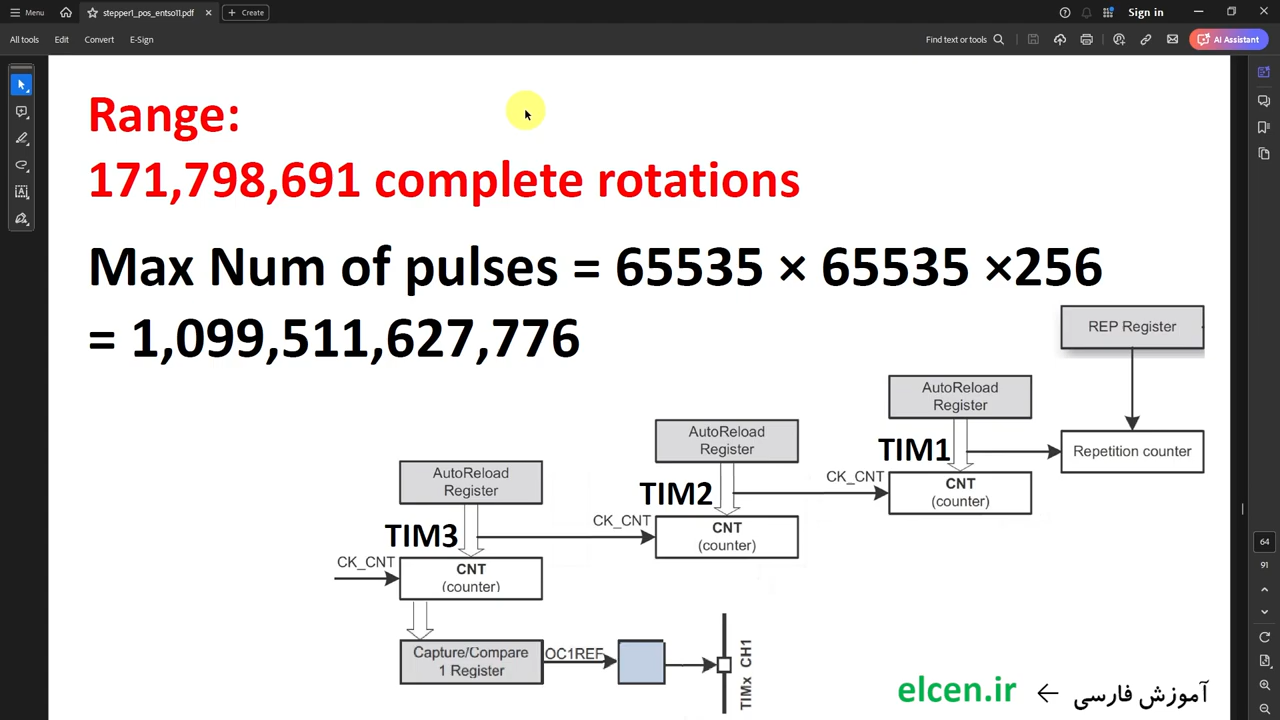 Menu
stepper1_pos_entso11.pdf
Create
Sign in
All tools
Edit
Convert
E-Sign
Find text or tools
AI Assistant
Range:
171,798,691 complete rotations
Max Num of pulses = 65535 × 65535 ×256
= 1,099,511,627,776
REP Register
AutoReload
Register
TIM1
Repetition counter
CK_CNT
CNT
(counter)
AutoReload
Register
TIM2
CK_CNT
CNT
(counter)
AutoReload
Register
TIM3
CK_CNT
CNT
(counter)
Capture/Compare
1 Register
OC1REF
TIMx CH1
64
91
elcen.ir ← آموزش فارسی